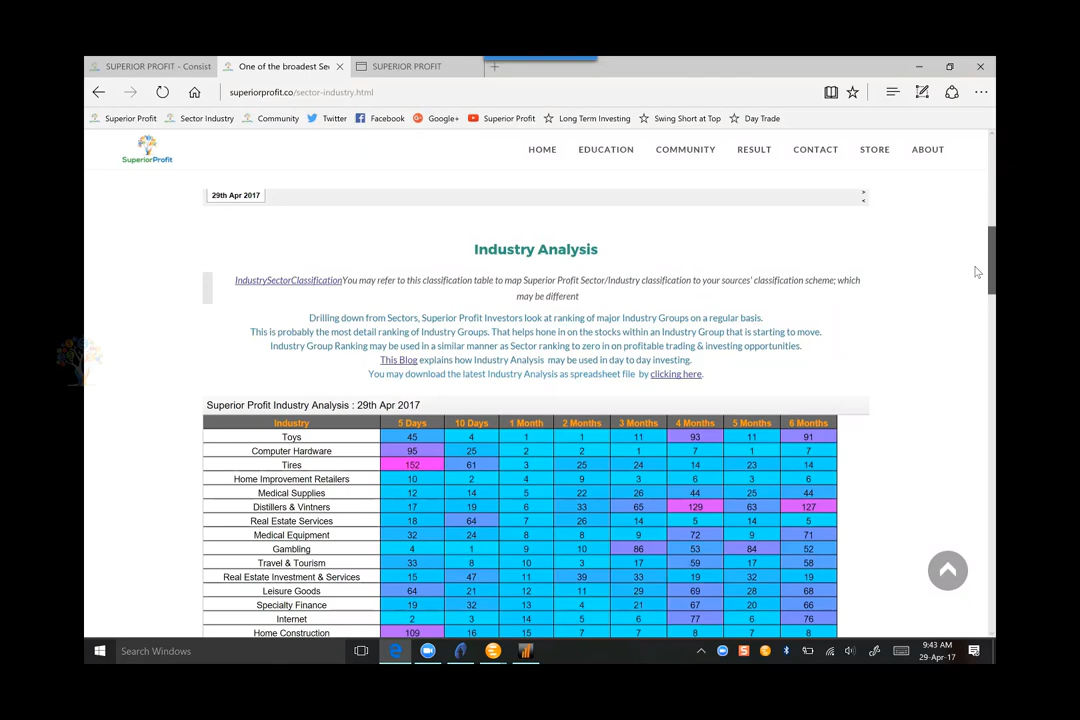 SUPERIOR PROFIT - Consist
One of the broadest Sec
SUPERIOR PROFIT
superiorprofit.co/sector-industry.html
Superior Profit Sector Industry Community Twitter Facebook Google+ Superior Profit Long Term Investing Swing Short at Top Day Trade
SuperiorProfit
HOME EDUCATION COMMUNITY RESULT CONTACT STORE ABOUT
29th Apr 2017
Industry Analysis
IndustrySectorClassificationYou may refer to this classification table to map Superior Profit Sector/Industry classification to your sources' classification scheme; which
may be different
Drilling down from Sectors, Superior Profit Investors look at ranking of major Industry Groups on a regular basis.
This is probably the most detail ranking of Industry Groups. That helps hone in on the stocks within an Industry Group that is starting to move.
Industry Group Ranking may be used in a similar manner as Sector ranking to zero in on profitable trading & investing opportunities.
This Blog explains how Industry Analysis may be used in day to day investing.
You may download the latest Industry Analysis as spreadsheet file by clicking here.
Superior Profit Industry Analysis : 29th Apr 2017
Industry 5 Days 10 Days 1 Month 2 Months 3 Months 4 Months 5 Months 6 Months
Toys 45 4 1 1 11 93 11 91
Computer Hardware 95 25 2 2 1 7 1 7
Tires 152 61 3 25 24 14 23 14
Home Improvement Retailers 10 2 4 9 3 6 3 6
Medical Supplies 12 14 5 22 26 44 25 44
Distillers & Vintners 17 19 6 33 65 129 63 127
Real Estate Services 18 64 7 26 14 5 14 5
Medical Equipment 32 24 8 8 9 72 9 71
Gambling 4 1 9 10 86 53 84 52
Travel & Tourism 33 8 10 3 17 59 17 58
Real Estate Investment & Services 15 47 11 39 33 19 32 19
Leisure Goods 64 21 12 11 29 69 28 68
Specialty Finance 19 32 13 4 21 67 20 66
Internet 2 3 14 5 6 77 6 76
Home Construction 109 16 15 7 7 8 7 8
Search Windows
9:43 AM
29-Apr-17